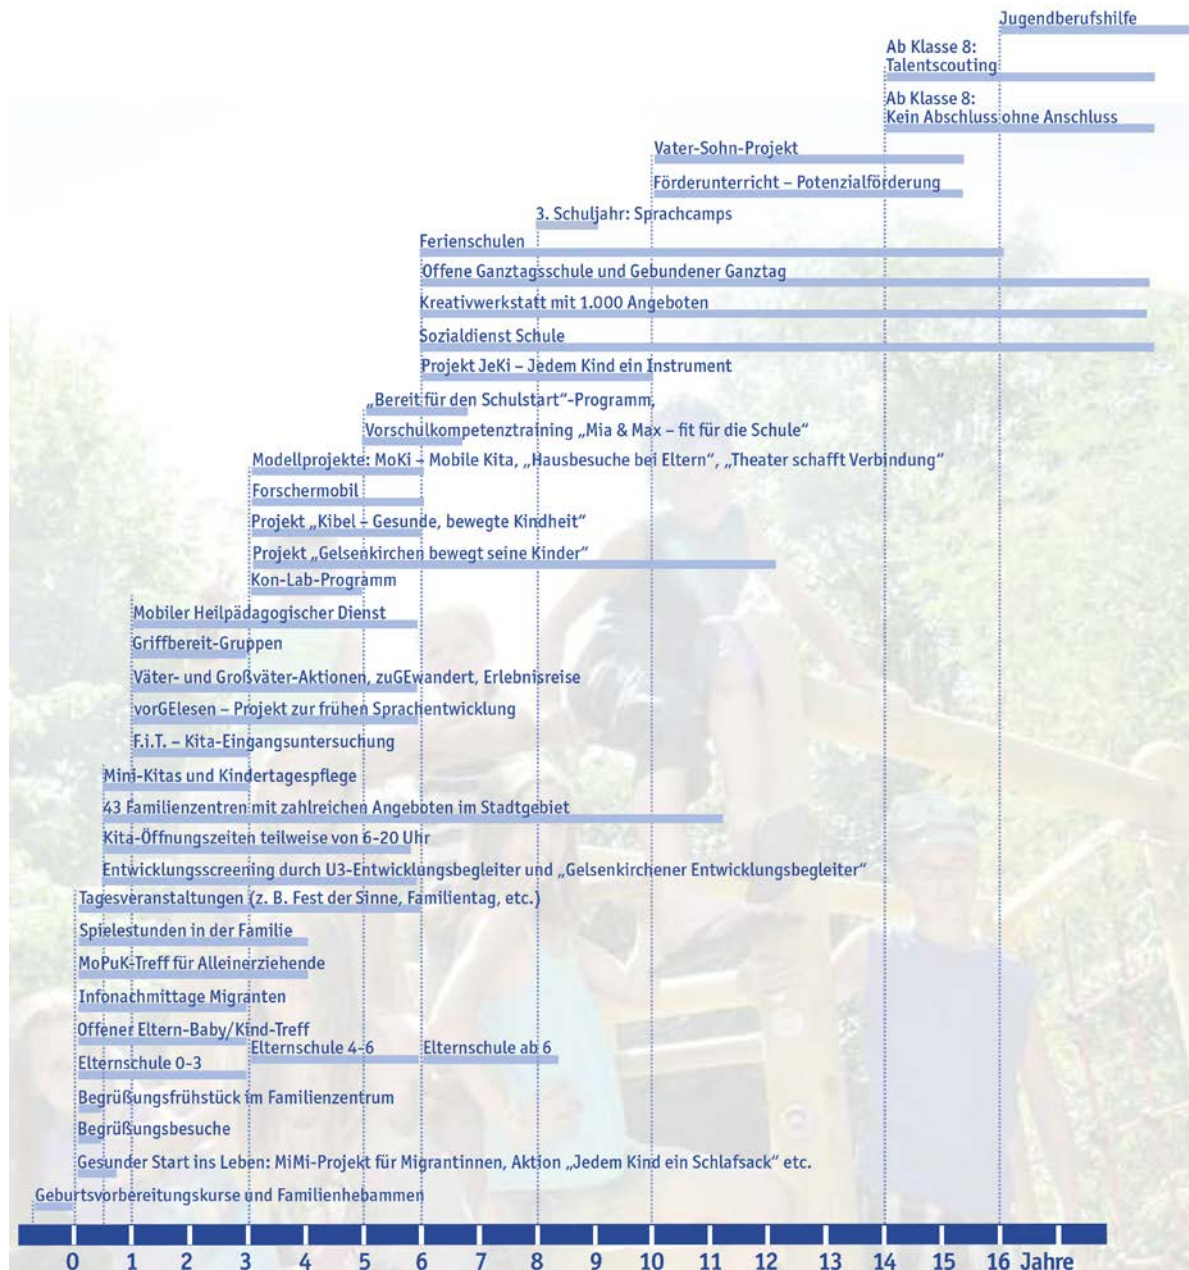 Jugendberufshilfe
Ab Klasse 8:
Talentscouting
Ab Klasse 8:
Kein Abschluss ohne Anschluss
Vater-Sohn-Projekt
Förderunterricht – Potenzialförderung
3. Schuljahr: Sprachcamps
Ferienschulen
Offene Ganztagsschule und Gebundener Ganztag
Kreativwerkstatt mit 1.000 Angeboten
Sozialdienst Schule
Projekt JeKi – Jedem Kind ein Instrument
„Bereit für den Schulstart“-Programm,
Vorschulkompetenztraining „Mia & Max – fit für die Schule“
Modellprojekte: MoKi – Mobile Kita, „Hausbesuche bei Eltern“, „Theater schafft Verbindung“
Forschermobil
Projekt „Kibel – Gesunde, bewegte Kindheit“
Projekt „Gelsenkirchen bewegt seine Kinder“
Kon-Lab-Programm
Mobiler Heilpädagogischer Dienst
Griffbereit-Gruppen
Väter- und Großväter-Aktionen, zuGEwandert, Erlebnisreise
vorGElesen – Projekt zur frühen Sprachentwicklung
F.i.T. – Kita-Eingangsuntersuchung
Mini-Kitas und Kindertagespflege
43 Familienzentren mit zahlreichen Angeboten im Stadtgebiet
Kita-Öffnungszeiten teilweise von 6-20 Uhr
Entwicklungsscreening durch U3-Entwicklungsbegleiter und „Gelsenkirchener Entwicklungsbegleiter“
Tagesveranstaltungen (z. B. Fest der Sinne, Familientag, etc.)
Spielestunden in der Familie
MoPuK-Treff für Alleinerziehende
Infonachmittage Migranten
Offener Eltern-Baby/Kind-Treff
Elternschule 0-3 Elternschule 4-6 Elternschule ab 6
Begrüßungsfrühstück im Familienzentrum
Begrüßungsbesuche
Gesunder Start ins Leben: MiMi-Projekt für Migrantinnen, Aktion „Jedem Kind ein Schlafsack“ etc.
Geburtsvorbereitungskurse und Familienhebammen
0 1 2 3 4 5 6 7 8 9 10 11 12 13 14 15 16 Jahre